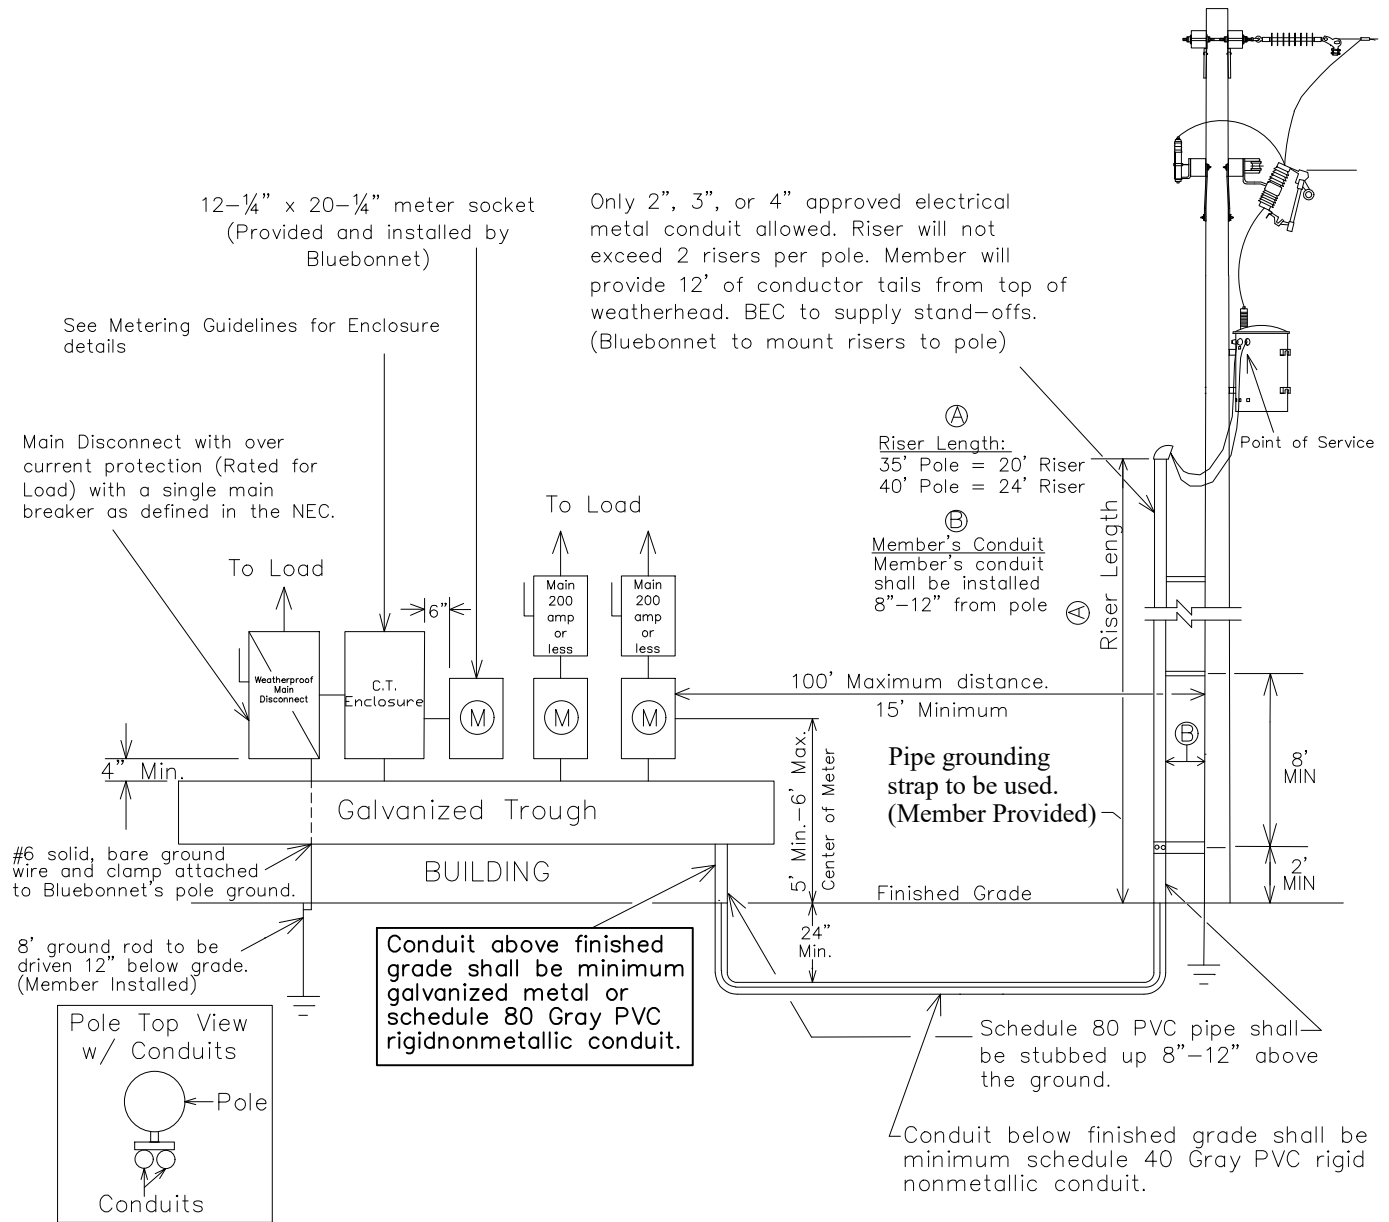 12-¼" x 20-¼" meter socket
(Provided and installed by
Bluebonnet)
Only 2", 3", or 4" approved electrical
metal conduit allowed. Riser will not
exceed 2 risers per pole. Member will
provide 12' of conductor tails from top of
weatherhead. BEC to supply stand-offs.
(Bluebonnet to mount risers to pole)
See Metering Guidelines for Enclosure
details
Main Disconnect with over
current protection (Rated for
Load) with a single main
breaker as defined in the NEC.
A
Riser Length:
35' Pole = 20' Riser
40' Pole = 24' Riser
B
Member's Conduit
Member's conduit
shall be installed
8"-12" from pole
Point of Service
A
Riser Length
To Load
To Load
6"
Main
200
amp
or
less
Main
200
amp
or
less
Weatherproof
Main
Disconnect
C.T.
Enclosure
M
M
M
100' Maximum distance.
15' Minimum
B
8'
MIN
2'
MIN
4" Min.
Galvanized Trough
5' Min.-6' Max.
Center of Meter
Pipe grounding
strap to be used.
(Member Provided)
#6 solid, bare ground
wire and clamp attached
to Bluebonnet's pole ground.
BUILDING
Finished Grade
24"
Min.
8' ground rod to be
driven 12" below grade.
(Member Installed)
Conduit above finished
grade shall be minimum
galvanized metal or
schedule 80 Gray PVC
rigidnonmetallic conduit.
Schedule 80 PVC pipe shall
be stubbed up 8"-12" above
the ground.
Conduit below finished grade shall be
minimum schedule 40 Gray PVC rigid
nonmetallic conduit.
Pole Top View
w/ Conduits
Pole
Conduits